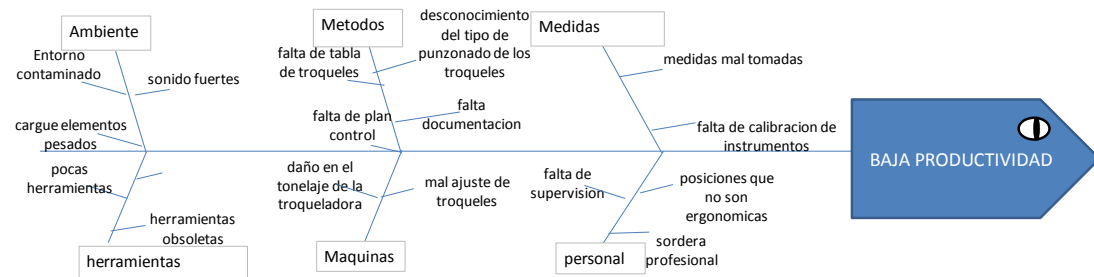 Ambiente
Entorno
contaminado
sonido fuertes
cargue elementos
pesados
Metodos
falta de tabla
de troqueles
desconocimiento
del tipo de
punzonado de los
troqueles
falta de plan
control
falta
documentacion
Medidas
medidas mal tomadas
falta de calibracion de
instrumentos
BAJA PRODUCTIVIDAD
pocas
herramientas
herramientas
obsoletas
herramientas
daño en el
tonelaje de la
troqueladora
mal ajuste de
troqueles
Maquinas
falta de
supervision
posiciones que
no son
ergonomicas
sordera
profesional
personal